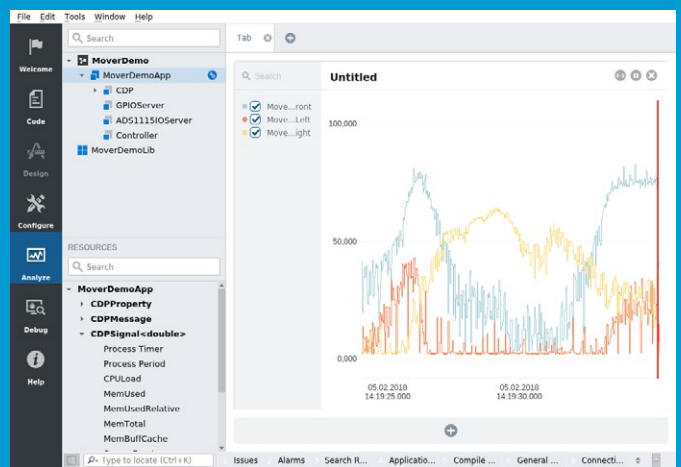 File Edit Tools Window Help
Welcome
Code
Design
Configure
Analyze
Debug
Help
Search
MoverDemo
MoverDemoApp
CDP
GPIOServer
ADS1115IOServer
Controller
MoverDemoLib
RESOURCES
Search
MoverDemoApp
CDPProperty
CDPMessage
CDPSignal<double>
Process Timer
Process Period
CPULoad
MemUsed
MemUsedRelative
MemTotal
MemBuffCache
Tab
Search
Move...ront
Move...Left
Move...ight
Untitled
100,000
50,000
0,000
05.02.2018 05.02.2018
14:19:25.000 14:19:30.000
Type to locate (Ctrl+K) Issues Alarms Search R... Applicatio... Compile ... General ... Connecti...